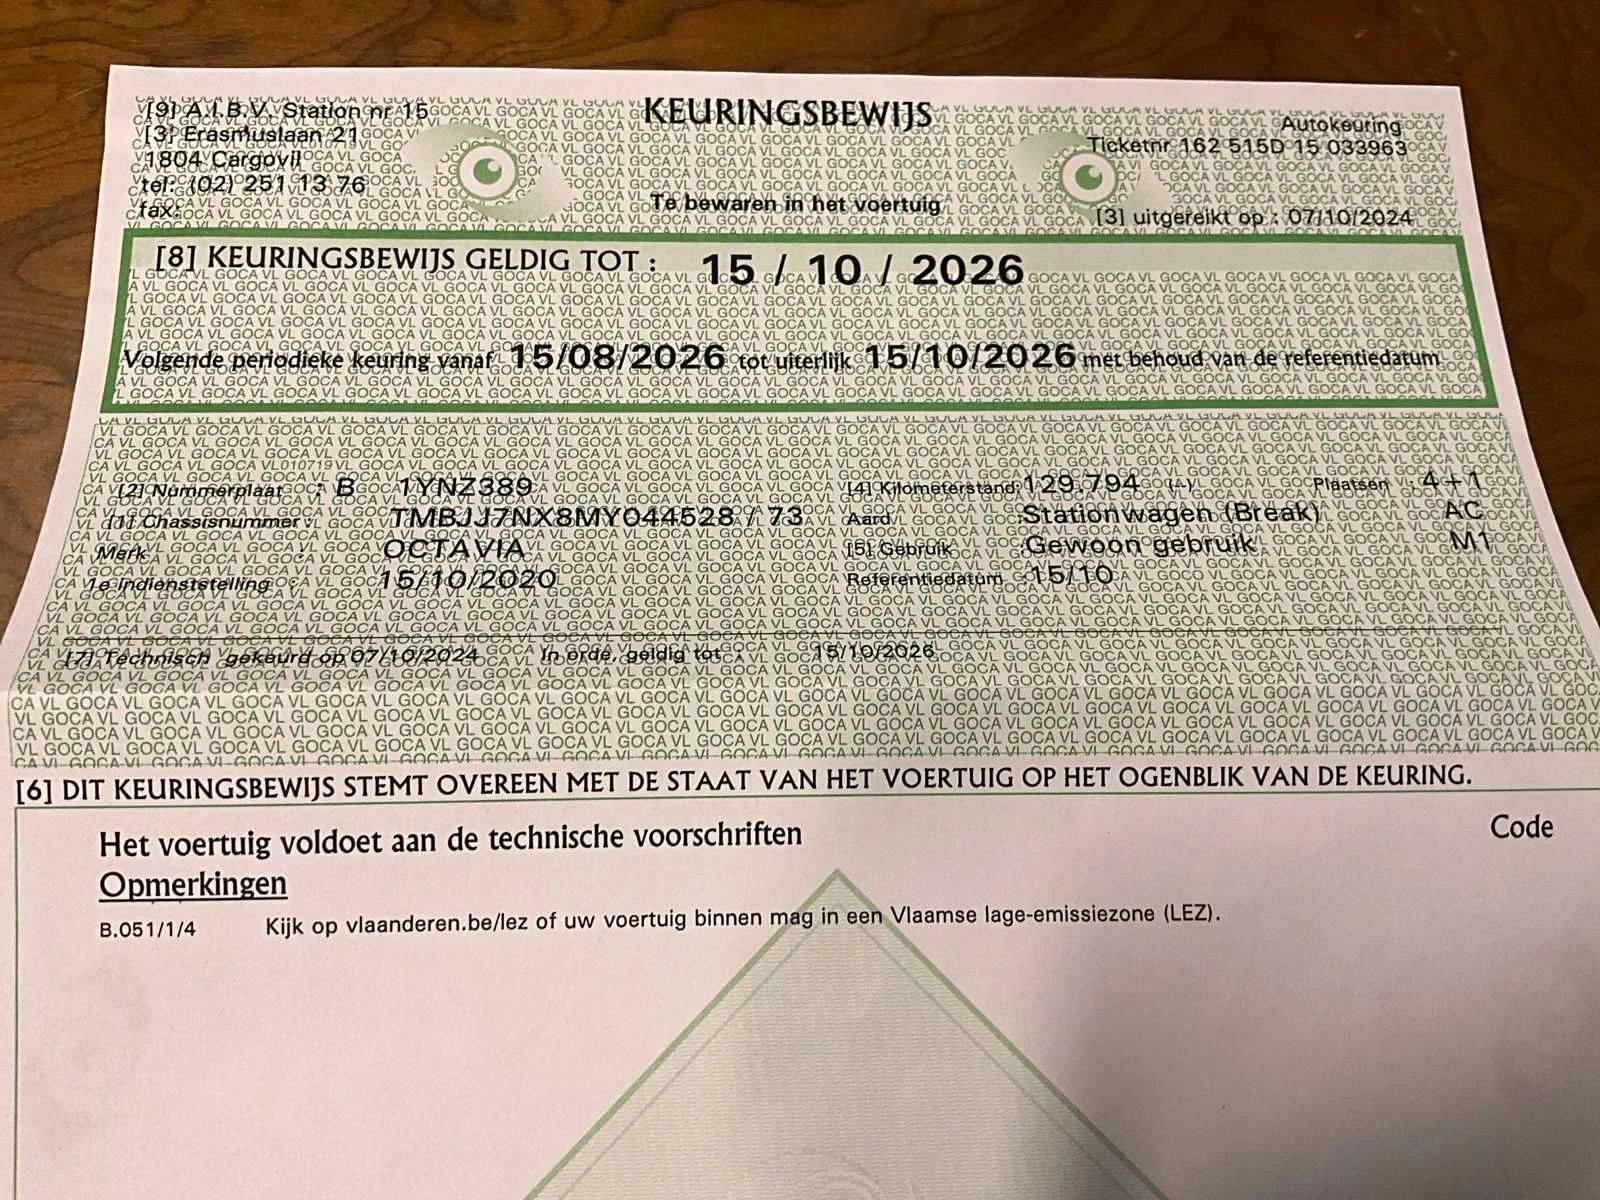 [9] A.I.B.V. Station nr 15
[3] Erasmuslaan 21
1804 Cargovil
tel: (02) 251 13 76
fax:
KEURINGSBEWIJS
Te bewaren in het voertuig
Autokeuring
Ticketnr 162 515D 15 033963
[3] uitgereikt op : 07/10/2024
[8] KEURINGSBEWIJS GELDIG TOT : 15 / 10 / 2026
Volgende periodieke keuring vanaf 15/08/2026 tot uiterlijk 15/10/2026 met behoud van de referentiedatum
VL010719
[2] Nummerplaat : B 1YNZ389 [4] Kilometerstand: 129.794 (--) Plaatsen : 4+1
[1] Chassisnummer : TMBJJ7NX8MY044528 / 73 Aard :Stationwagen (Break) AC
Merk OCTAVIA [5] Gebruik :Gewoon gebruik M1
1e indienststelling 15/10/2020 Referentiedatum :15/10
[7] Technisch gekeurd op 07/10/2024 In orde, geldig tot : 15/10/2026
[6] DIT KEURINGSBEWIJS STEMT OVEREEN MET DE STAAT VAN HET VOERTUIG OP HET OGENBLIK VAN DE KEURING.
Het voertuig voldoet aan de technische voorschriften Code
Opmerkingen
B.051/1/4 Kijk op vlaanderen.be/lez of uw voertuig binnen mag in een Vlaamse lage-emissiezone (LEZ).